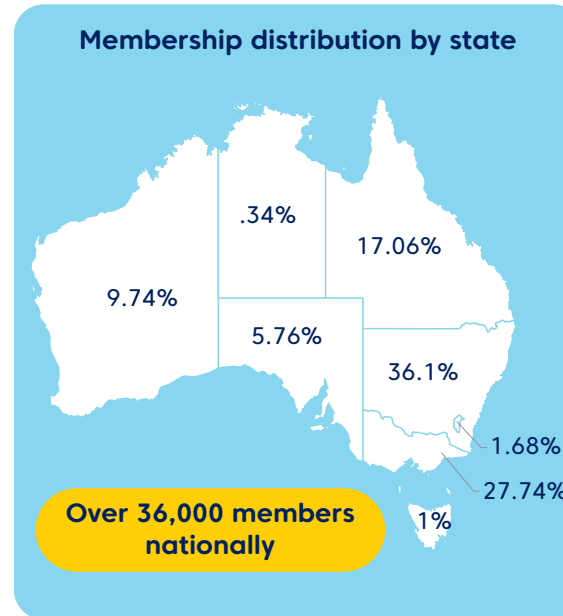 Membership distribution by state
.34%
17.06%
9.74%
5.76%
36.1%
1.68%
27.74%
1%
Over 36,000 members
nationally